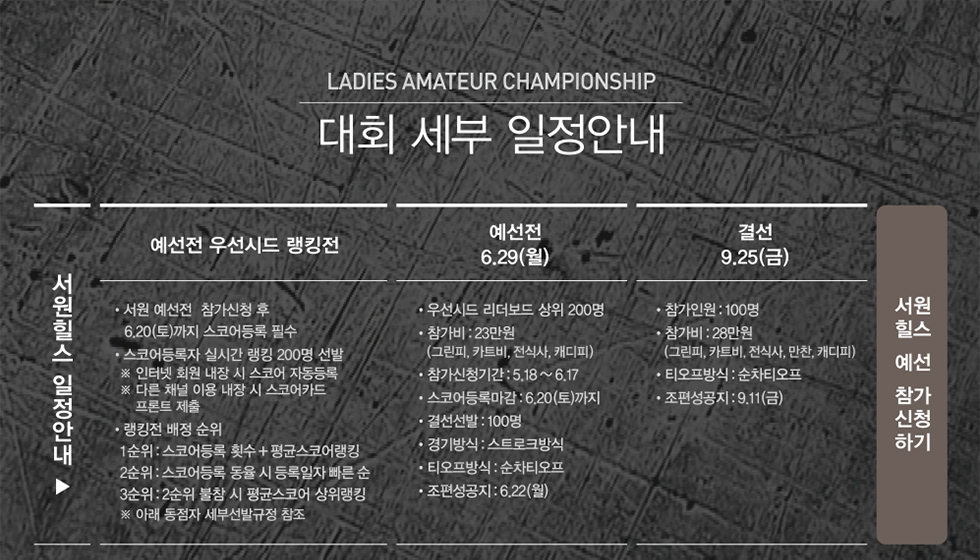 LADIES AMATEUR CHAMPIONSHIP
대회 세부 일정안내
서원힐스 일정안내 ▶
예선전 우선시드 랭킹전
• 서원 예선전 참가신청 후
6.20(토)까지 스코어등록 필수
• 스코어등록자 실시간 랭킹 200명 선발
※ 인터넷 회원 내장 시 스코어 자동등록
※ 다른 채널 이용 내장 시 스코어카드
프론트 제출
• 랭킹전 배정 순위
1순위 : 스코어등록 횟수 + 평균스코어랭킹
2순위 : 스코어등록 동율 시 등록일자 빠른 순
3순위 : 2순위 불참 시 평균스코어 상위랭킹
※ 아래 동점자 세부선발규정 참조
예선전
6.29(월)
• 우선시드 리더보드 상위 200명
• 참가비 : 23만원
(그린피, 카트비, 전식사, 캐디피)
• 참가신청기간 : 5.18 ~ 6.17
• 스코어등록마감 : 6.20(토)까지
• 결선선발 : 100명
• 경기방식 : 스트로크방식
• 티오프방식 : 순차티오프
• 조편성공지 : 6.22(월)
결선
9.25(금)
• 참가인원 : 100명
• 참가비 : 28만원
(그린피, 카트비, 전식사, 만찬, 캐디피)
• 티오프방식 : 순차티오프
• 조편성공지 : 9.11(금)
서원
힐스
예선
참가
신청
하기